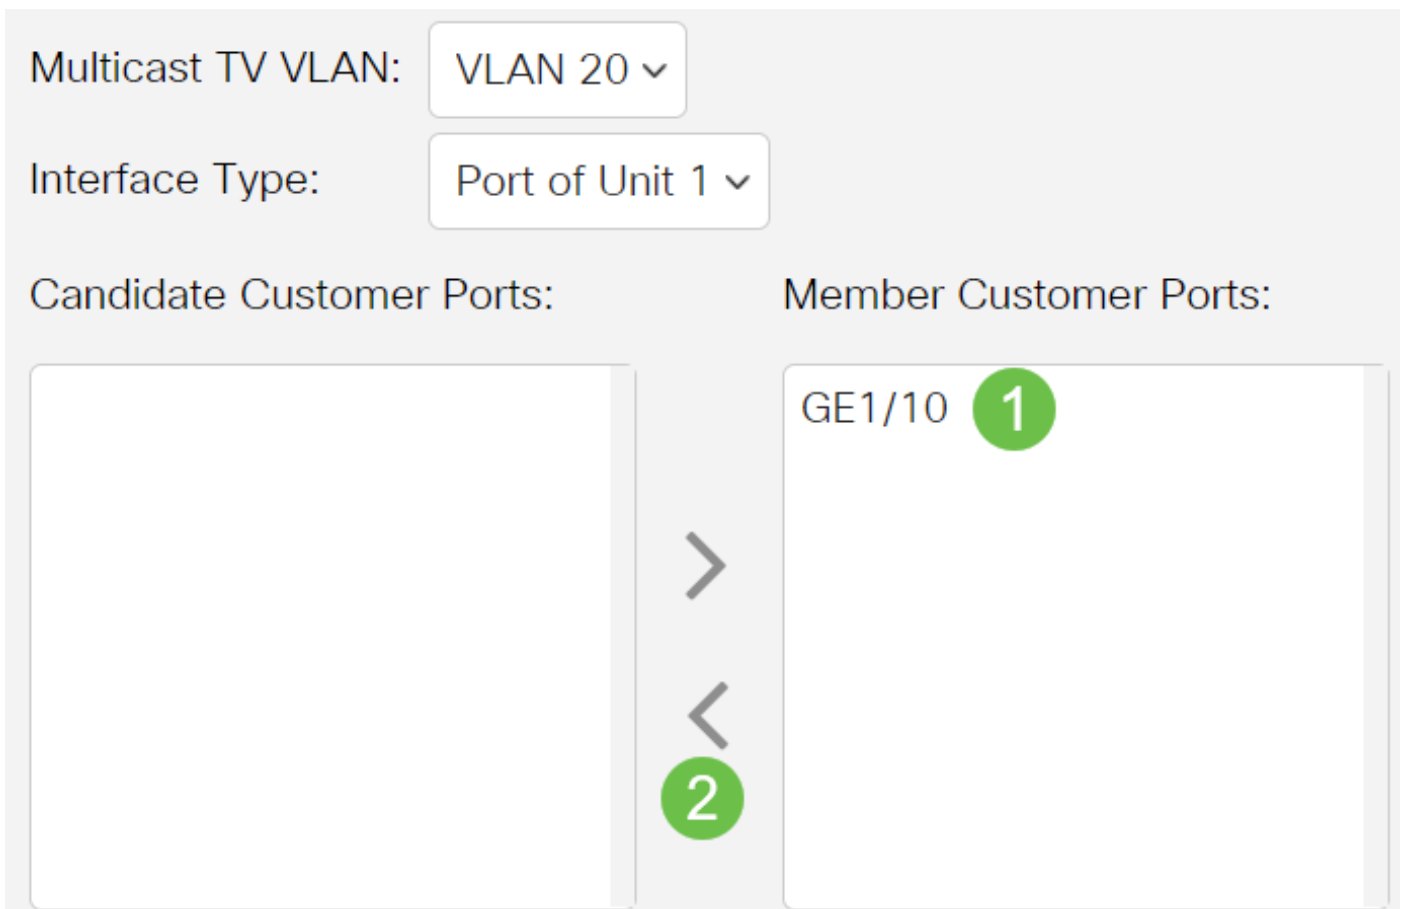 Multicast TV VLAN: VLAN 20
Interface Type: Port of Unit 1
Candidate Customer Ports: Member Customer Ports:
GE1/10 1
2